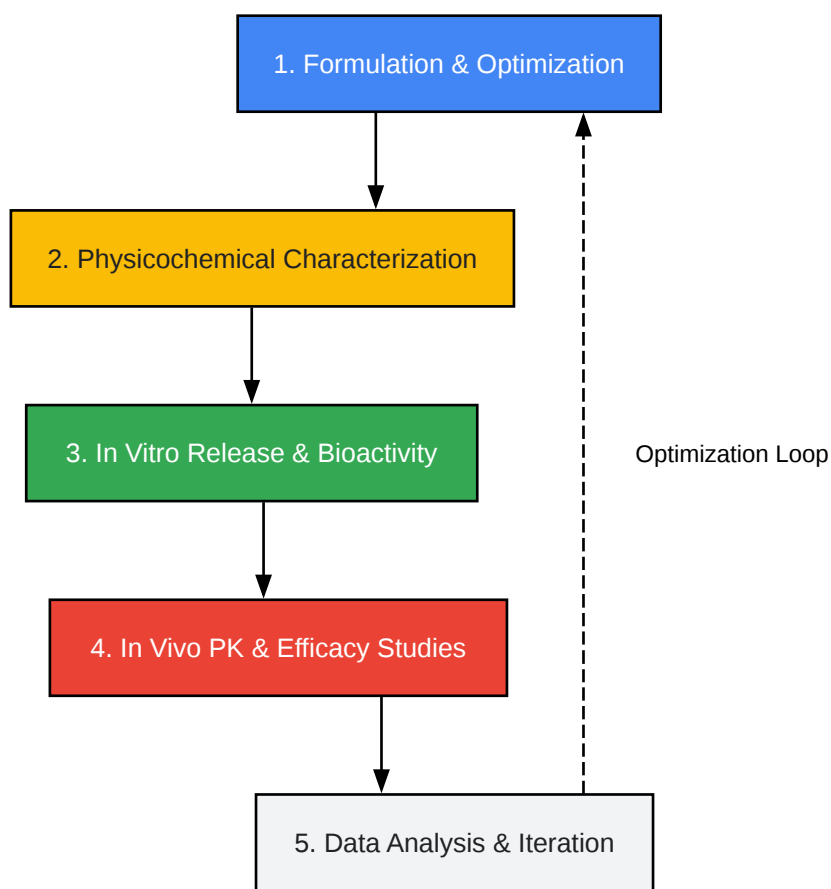 1. Formulation & Optimization
2. Physicochemical Characterization
3. In Vitro Release & Bioactivity
Optimization Loop
4. In Vivo PK & Efficacy Studies
5. Data Analysis & Iteration